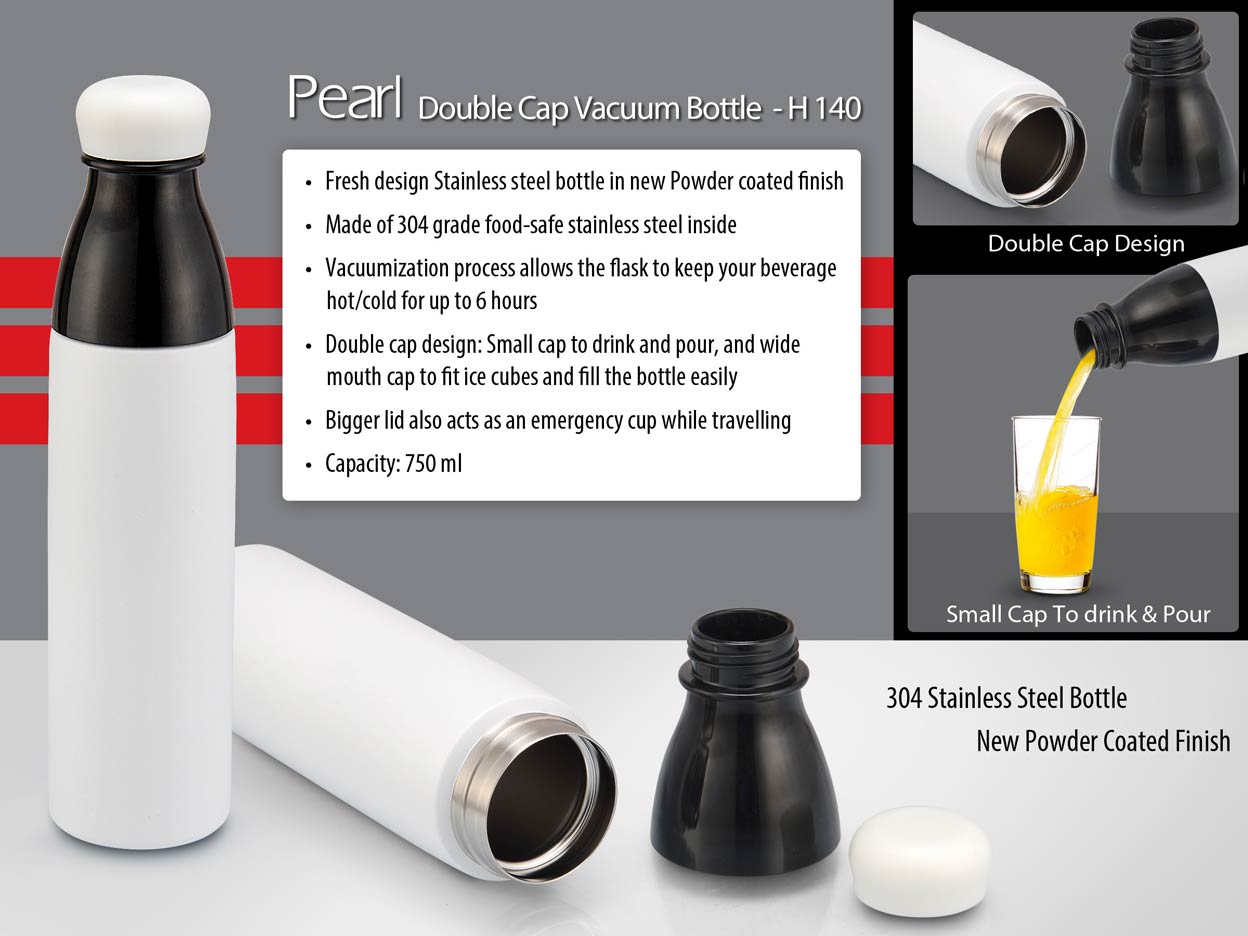 Pearl Double Cap Vacuum Bottle - H 140
• Fresh design Stainless steel bottle in new Powder coated finish
• Made of 304 grade food-safe stainless steel inside
• Vacuumization process allows the flask to keep your beverage
hot/cold for up to 6 hours
• Double cap design: Small cap to drink and pour, and wide
mouth cap to fit ice cubes and fill the bottle easily
• Bigger lid also acts as an emergency cup while travelling
• Capacity: 750 ml
Double Cap Design
Small Cap To drink & Pour
304 Stainless Steel Bottle
New Powder Coated Finish